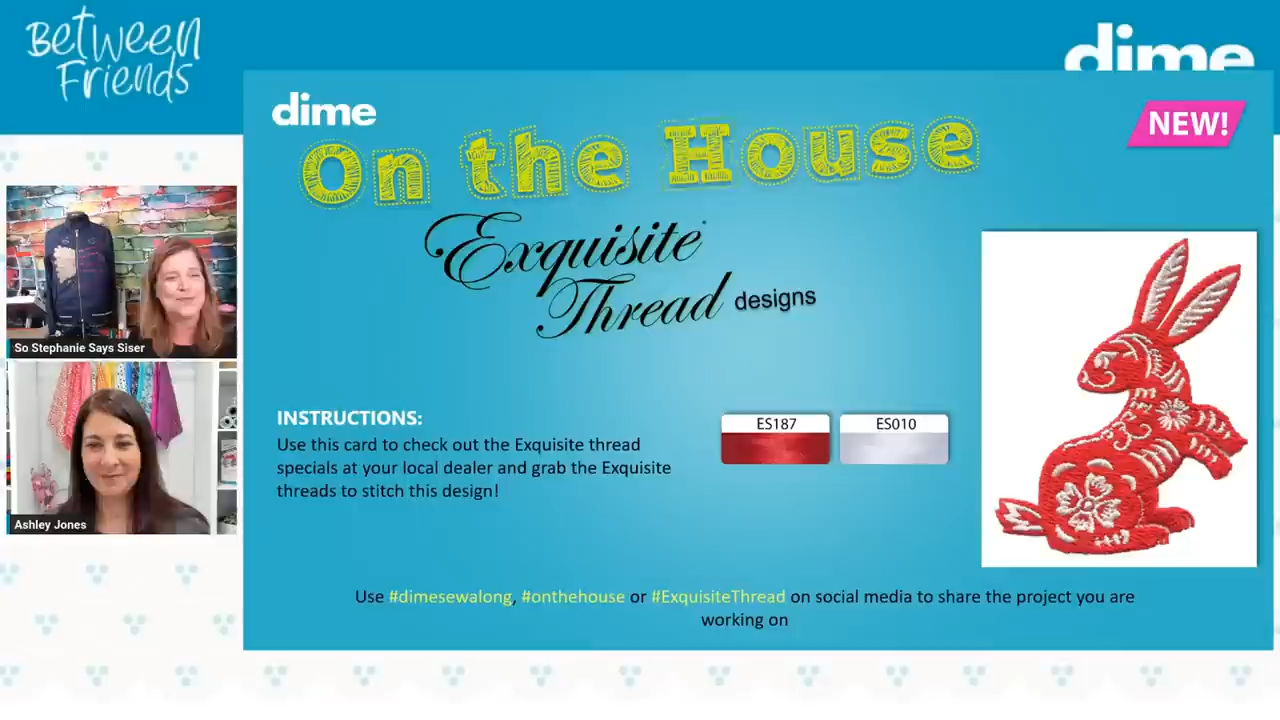 Between
Friends
dime
dime
On the House
NEW!
Exquisite
Thread designs
INSTRUCTIONS:
Use this card to check out the Exquisite thread
specials at your local dealer and grab the Exquisite
threads to stitch this design!
ES187
ES010
So Stephanie Says Siser
Ashley Jones
Use #dimesewalong, #onthehouse or #ExquisiteThread on social media to share the project you are
working on